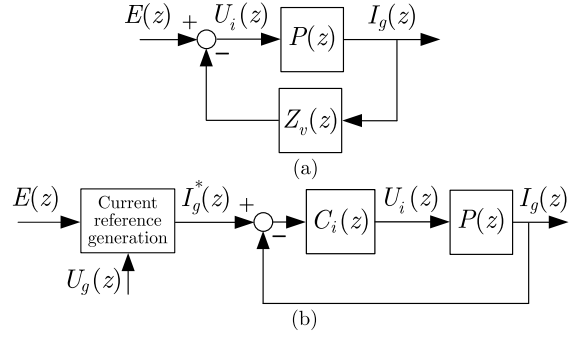 E(z) + U_i(z) P(z) I_g(z)
−
Z_v(z)
(a)
E(z) Current reference generation I_g^*(z) + C_i(z) U_i(z) P(z) I_g(z)
−
U_g(z)
(b)